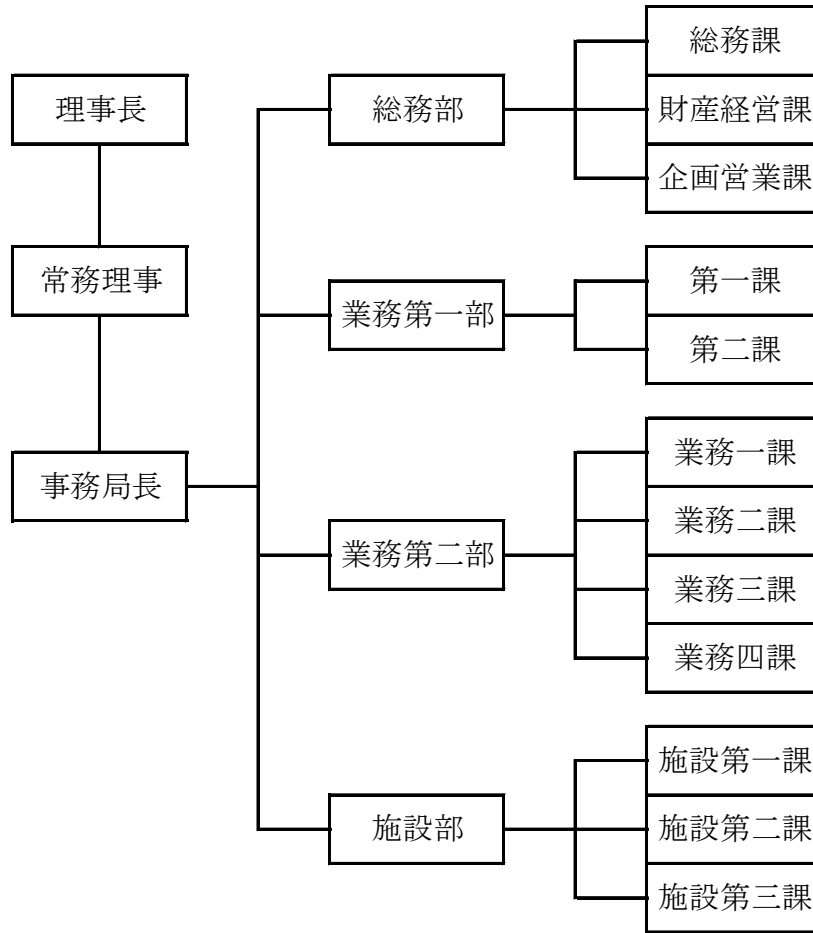 理事長
常務理事
事務局長
総務部
総務課
財産経営課
企画営業課
業務第一部
第一課
第二課
業務第二部
業務一課
業務二課
業務三課
業務四課
施設部
施設第一課
施設第二課
施設第三課